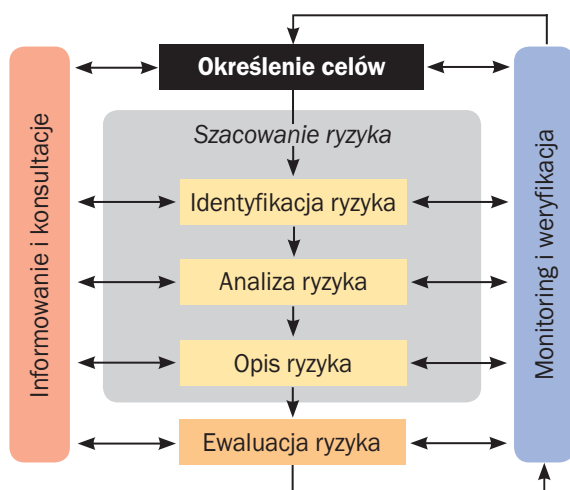 Określenie celów
Szacowanie ryzyka
Identyfikacja ryzyka
Analiza ryzyka
Opis ryzyka
Ewaluacja ryzyka
Informowanie i konsultacje
Monitoring i weryfikacja